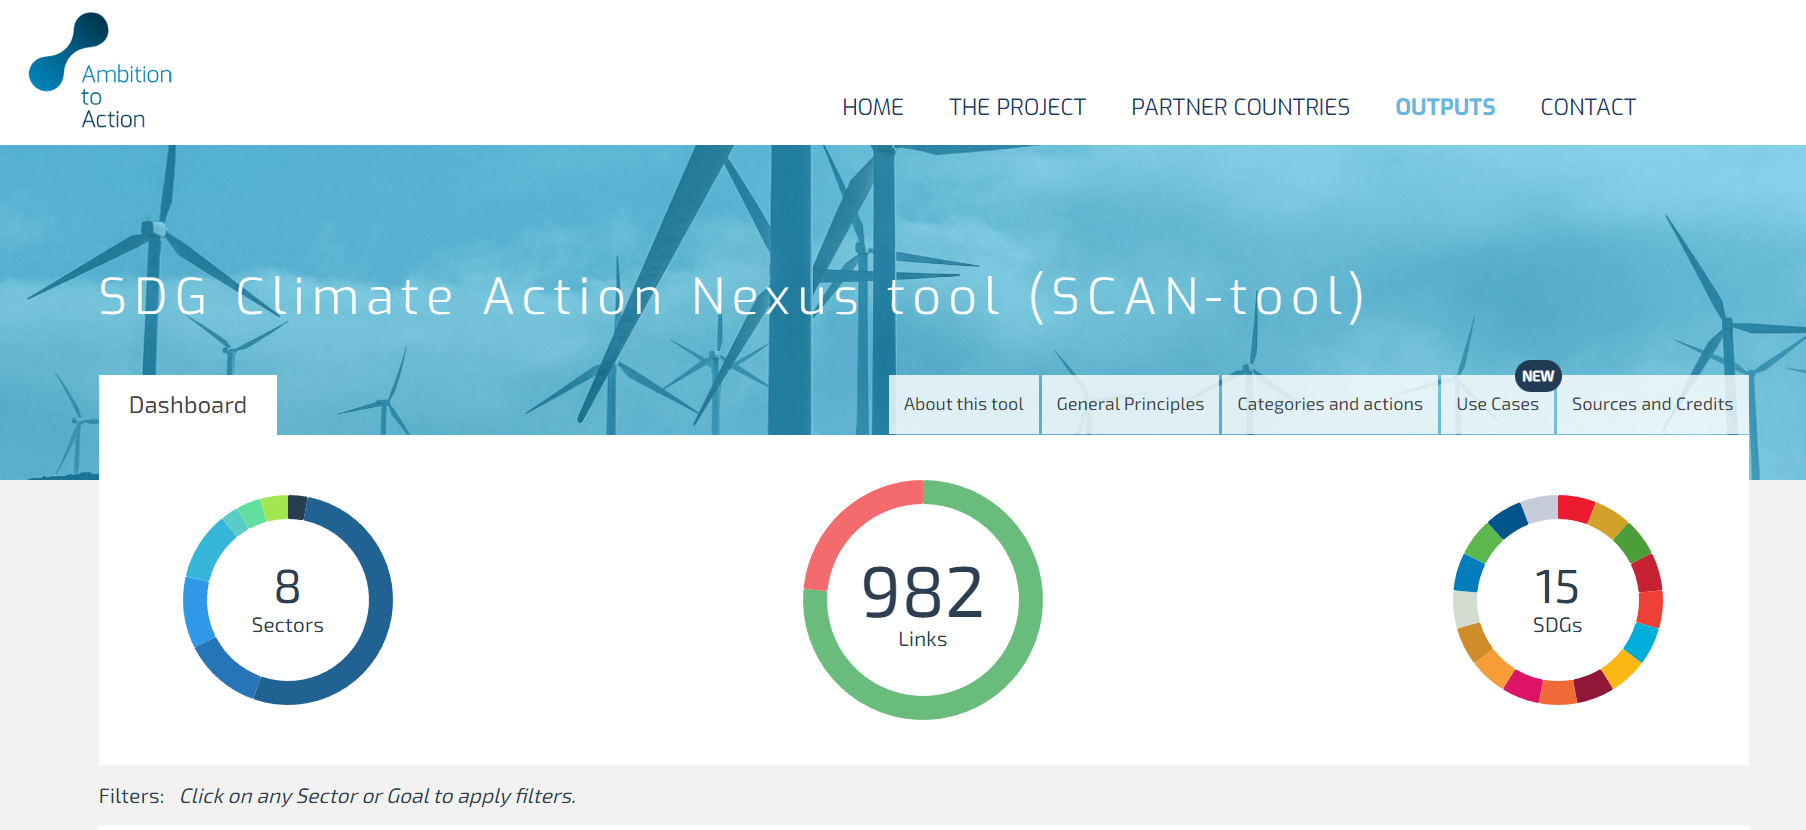 Ambition
to
Action
HOME THE PROJECT PARTNER COUNTRIES OUTPUTS CONTACT
SDG Climate Action Nexus tool (SCAN-tool)
NEW
Dashboard About this tool General Principles Categories and actions Use Cases Sources and Credits
8
Sectors
982
Links
15
SDGs
Filters: Click on any Sector or Goal to apply filters.